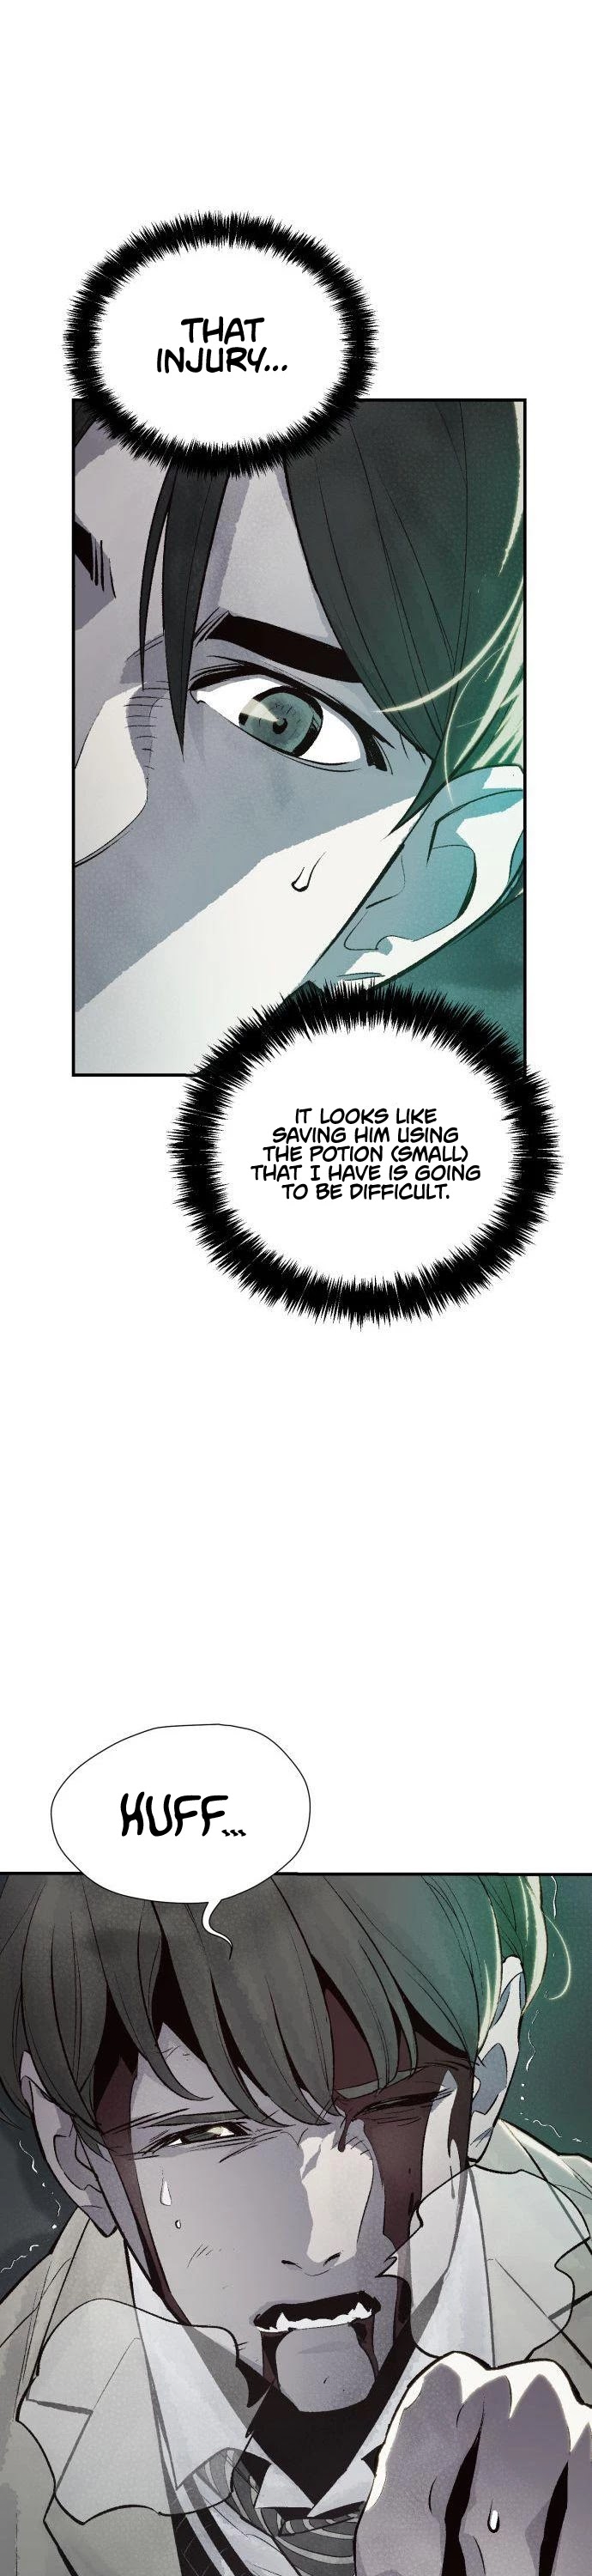 THAT
INJURY...
IT LOOKS LIKE
SAVING HIM USING
THE POTION (SMALL)
THAT I HAVE IS GOING
TO BE DIFFICULT.
HUFF...